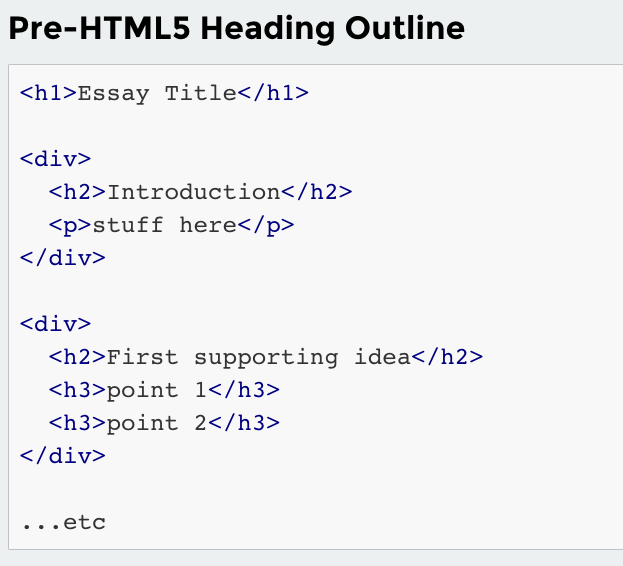 Pre-HTML5 Heading Outline
<h1>Essay Title</h1>
<div>
<h2>Introduction</h2>
<p>stuff here</p>
</div>
<div>
<h2>First supporting idea</h2>
<h3>point 1</h3>
<h3>point 2</h3>
</div>
...etc